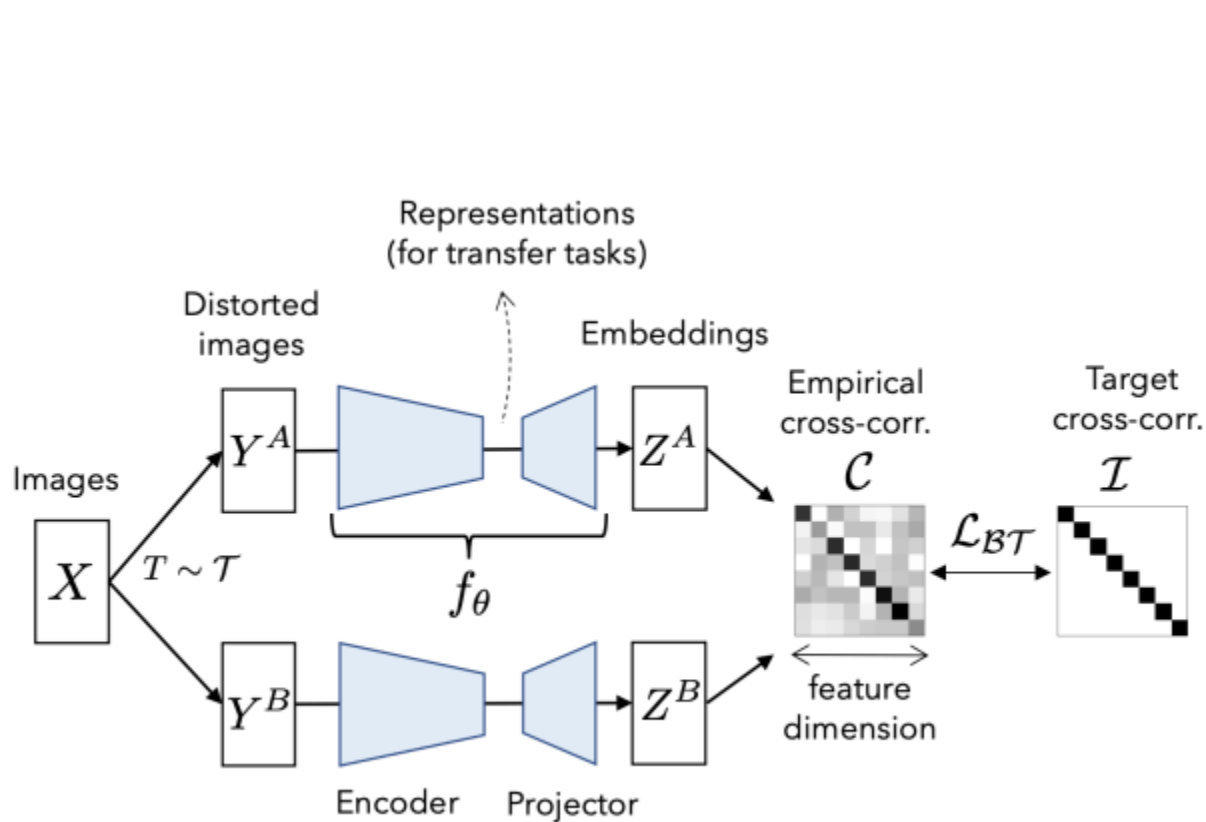 Representations
(for transfer tasks)
Distorted
images
Embeddings
Empirical
cross-corr.
C
Target
cross-corr.
I
Images
X
T ~ T
Y^A
Z^A
f_θ
L_BT
Y^B
Z^B
feature
dimension
Encoder
Projector